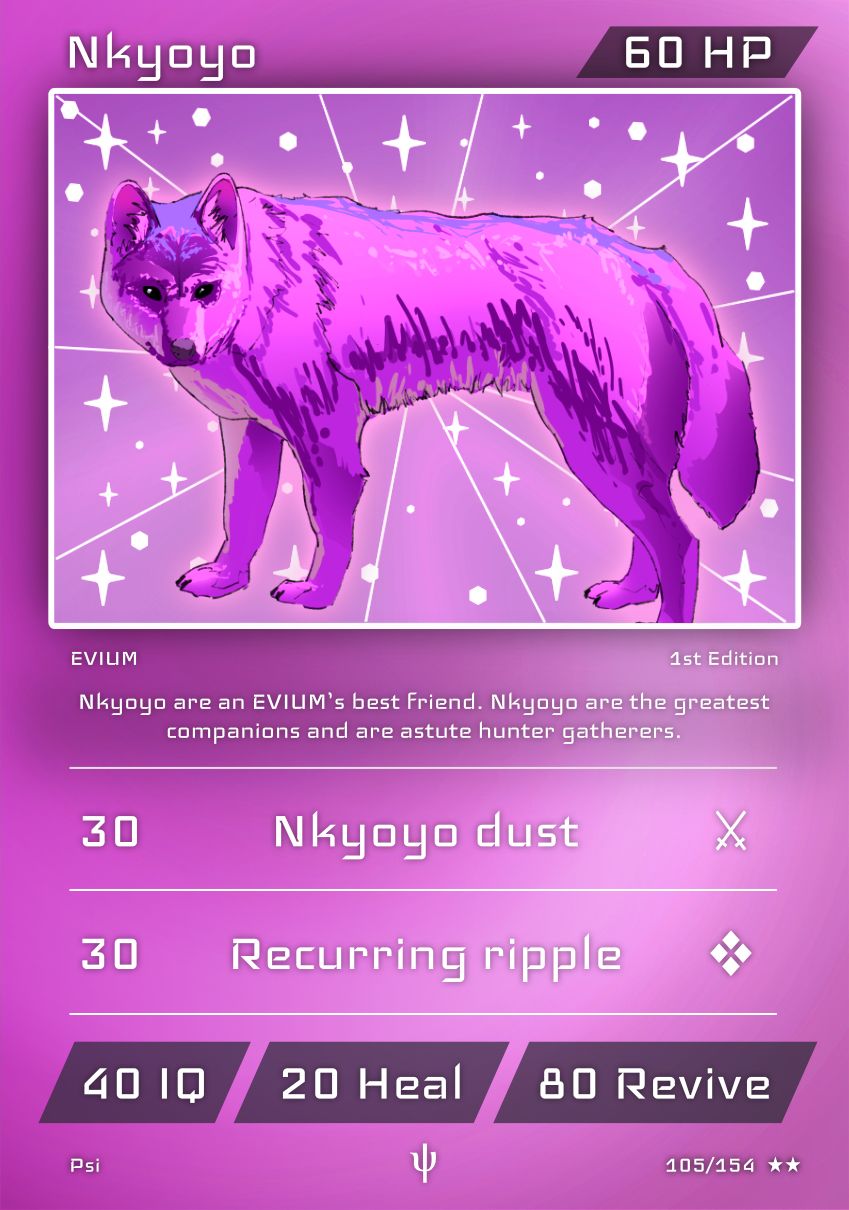 Nkyoyo
60 HP
EVIUM
1st Edition
Nkyoyo are an EVIUM's best friend. Nkyoyo are the greatest
companions and are astute hunter gatherers.
30 Nkyoyo dust
30 Recurring ripple
40 IQ 20 Heal 80 Revive
Psi ψ 105/154 ★★